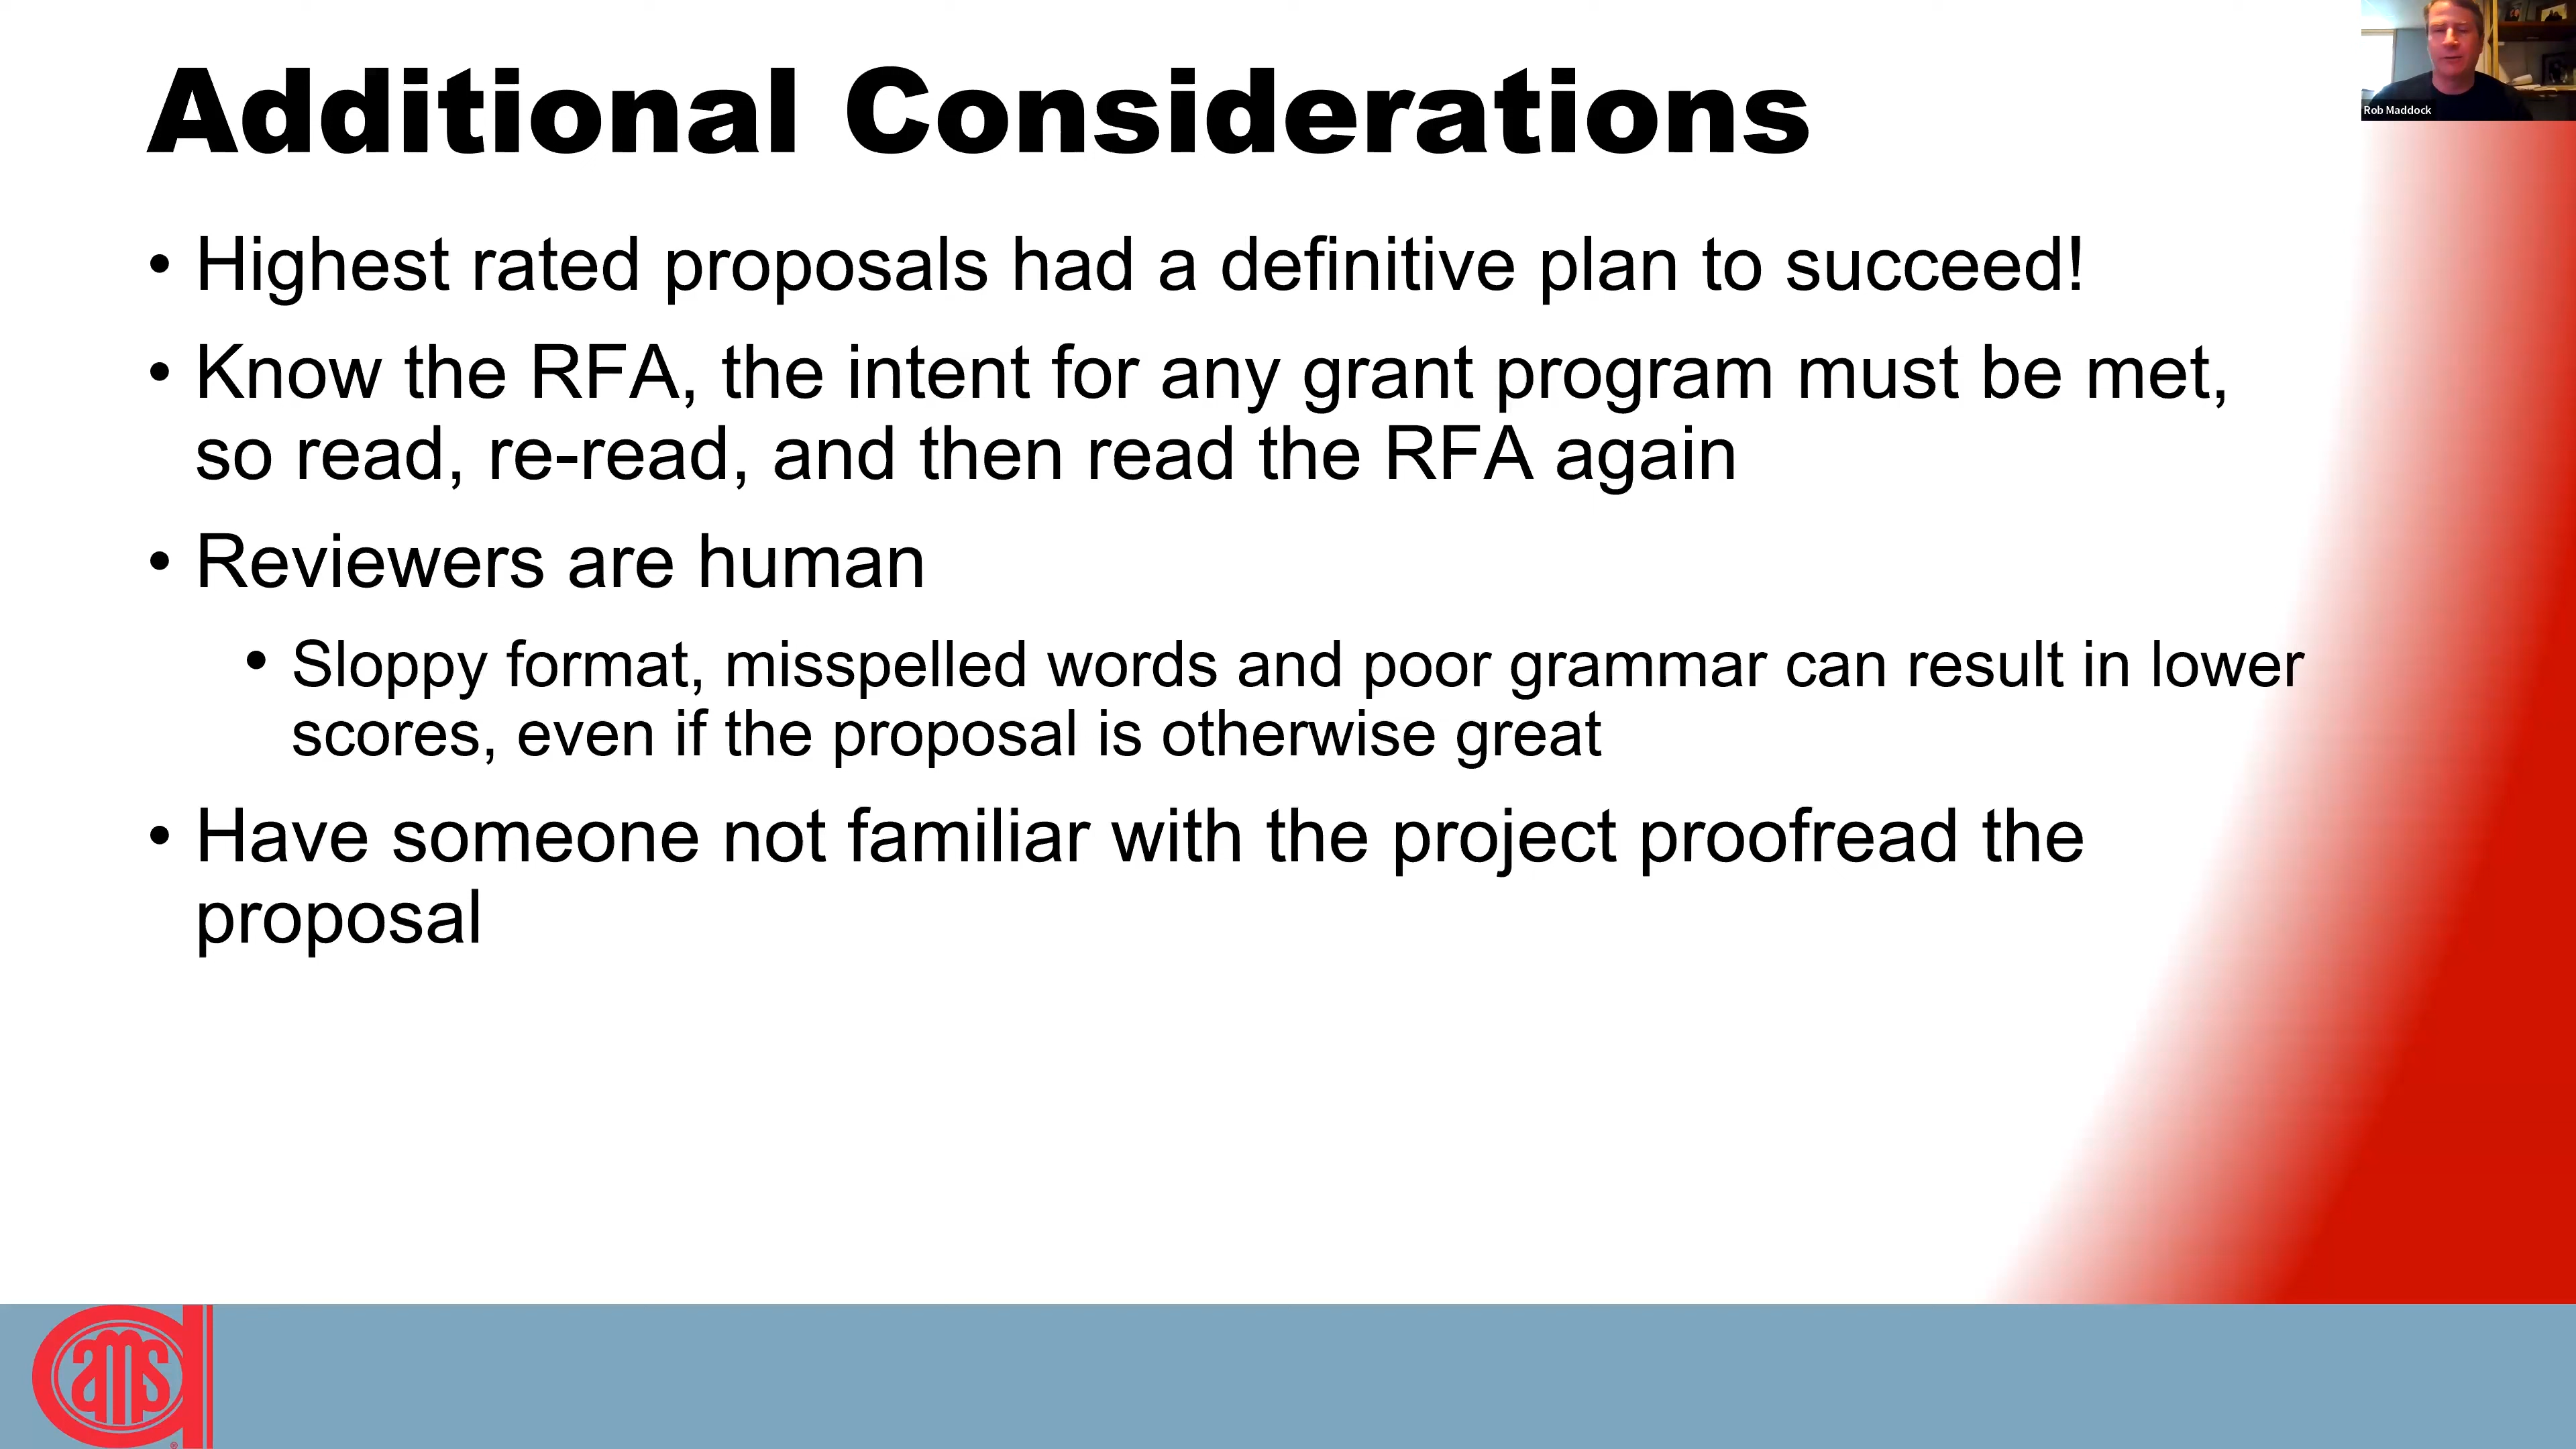 Additional Considerations
Rob Maddock
• Highest rated proposals had a definitive plan to succeed!
• Know the RFA, the intent for any grant program must be met,
so read, re-read, and then read the RFA again
• Reviewers are human
• Sloppy format, misspelled words and poor grammar can result in lower
scores, even if the proposal is otherwise great
• Have someone not familiar with the project proofread the
proposal
ams
®